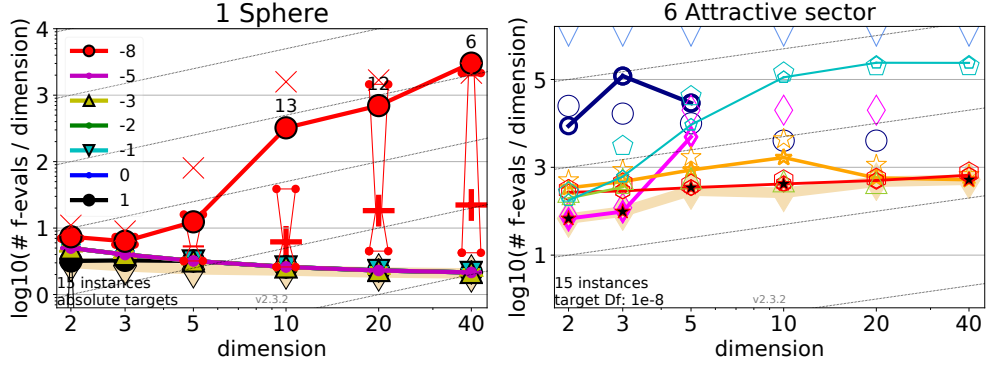 1 Sphere
log10(# f-evals / dimension)
4
3
2
1
0
-8
-5
-3
-2
-1
0
1
13
12
6
15 instances
absolute targets
v2.3.2
2
3
5
10
20
40
dimension
6 Attractive sector
log10(# f-evals / dimension)
5
3
1
15 instances
target Df: 1e-8
v2.3.2
2
3
5
10
20
40
dimension